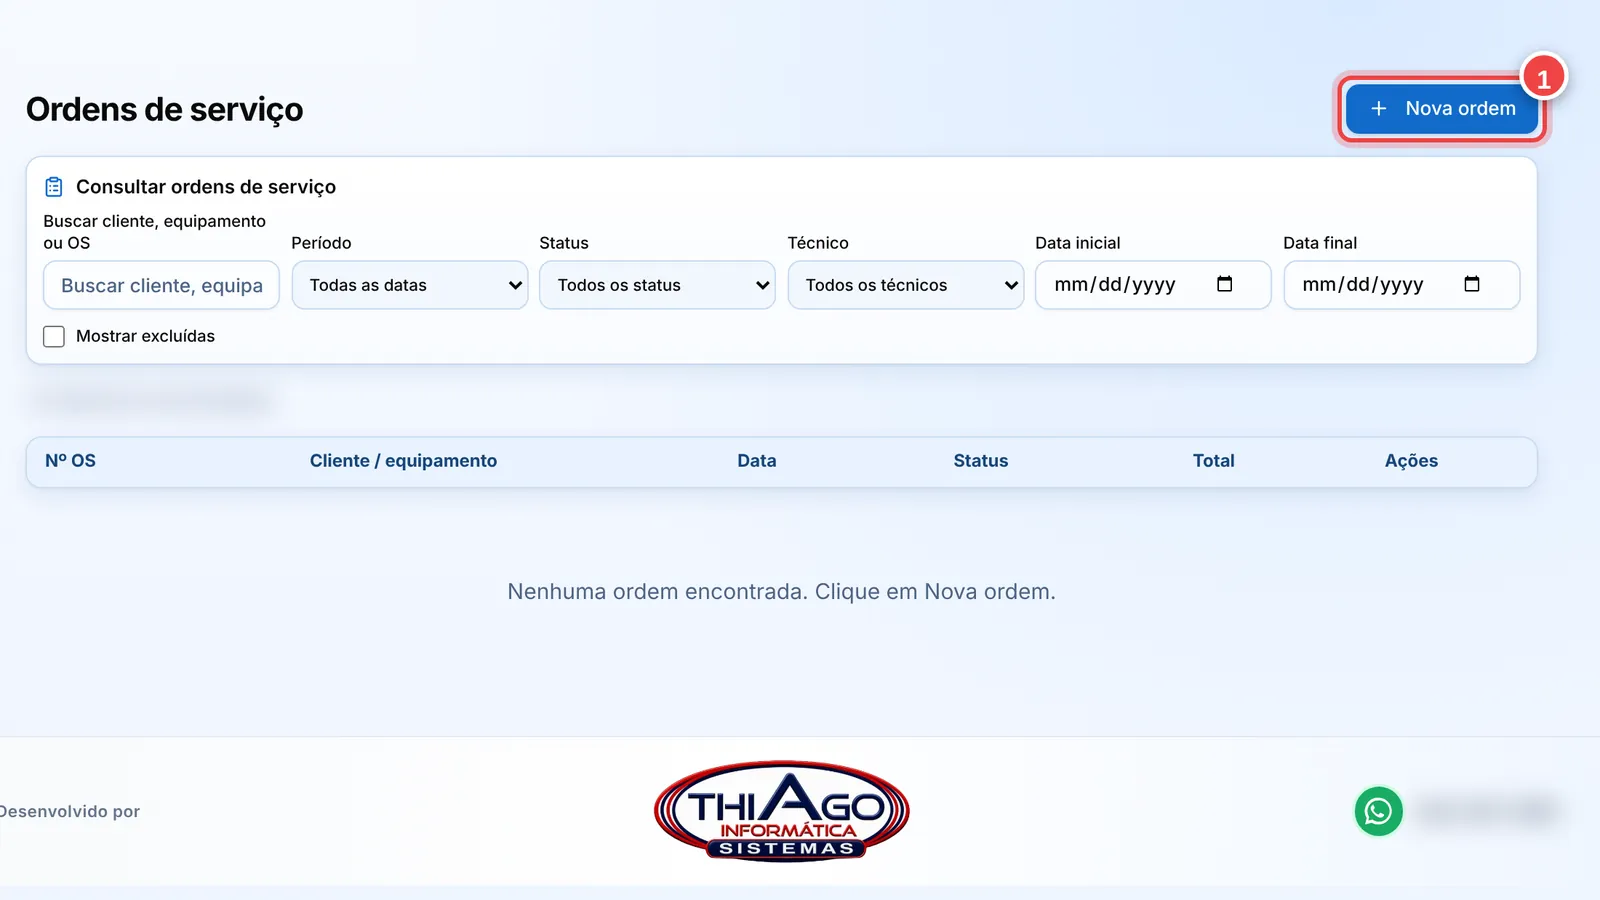 Ordens de serviço
+ Nova ordem
1
Consultar ordens de serviço
Buscar cliente, equipamento
ou OS
Período
Status
Técnico
Data inicial
Data final
Buscar cliente, equipa
Todas as datas
Todos os status
Todos os técnicos
mm/dd/yyyy
mm/dd/yyyy
Mostrar excluídas
Nº OS
Cliente / equipamento
Data
Status
Total
Ações
Nenhuma ordem encontrada. Clique em Nova ordem.
Desenvolvido por
THIAGO
INFORMÁTICA
SISTEMAS